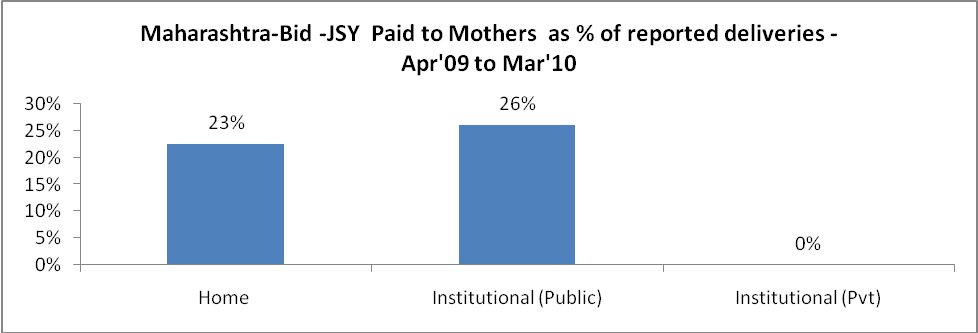 Maharashtra-Bid -JSY Paid to Mothers as % of reported deliveries -
Apr'09 to Mar'10
30%
25%
20%
15%
10%
5%
0%
23%
26%
0%
Home
Institutional (Public)
Institutional (Pvt)